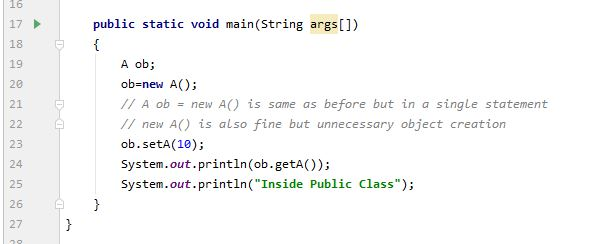 16
17 public static void main(String args[])
18 {
19 A ob;
20 ob=new A();
21 // A ob = new A() is same as before but in a single statement
22 // new A() is also fine but unnecessary object creation
23 ob.setA(10);
24 System.out.println(ob.getA());
25 System.out.println("Inside Public Class");
26 }
27 }
28